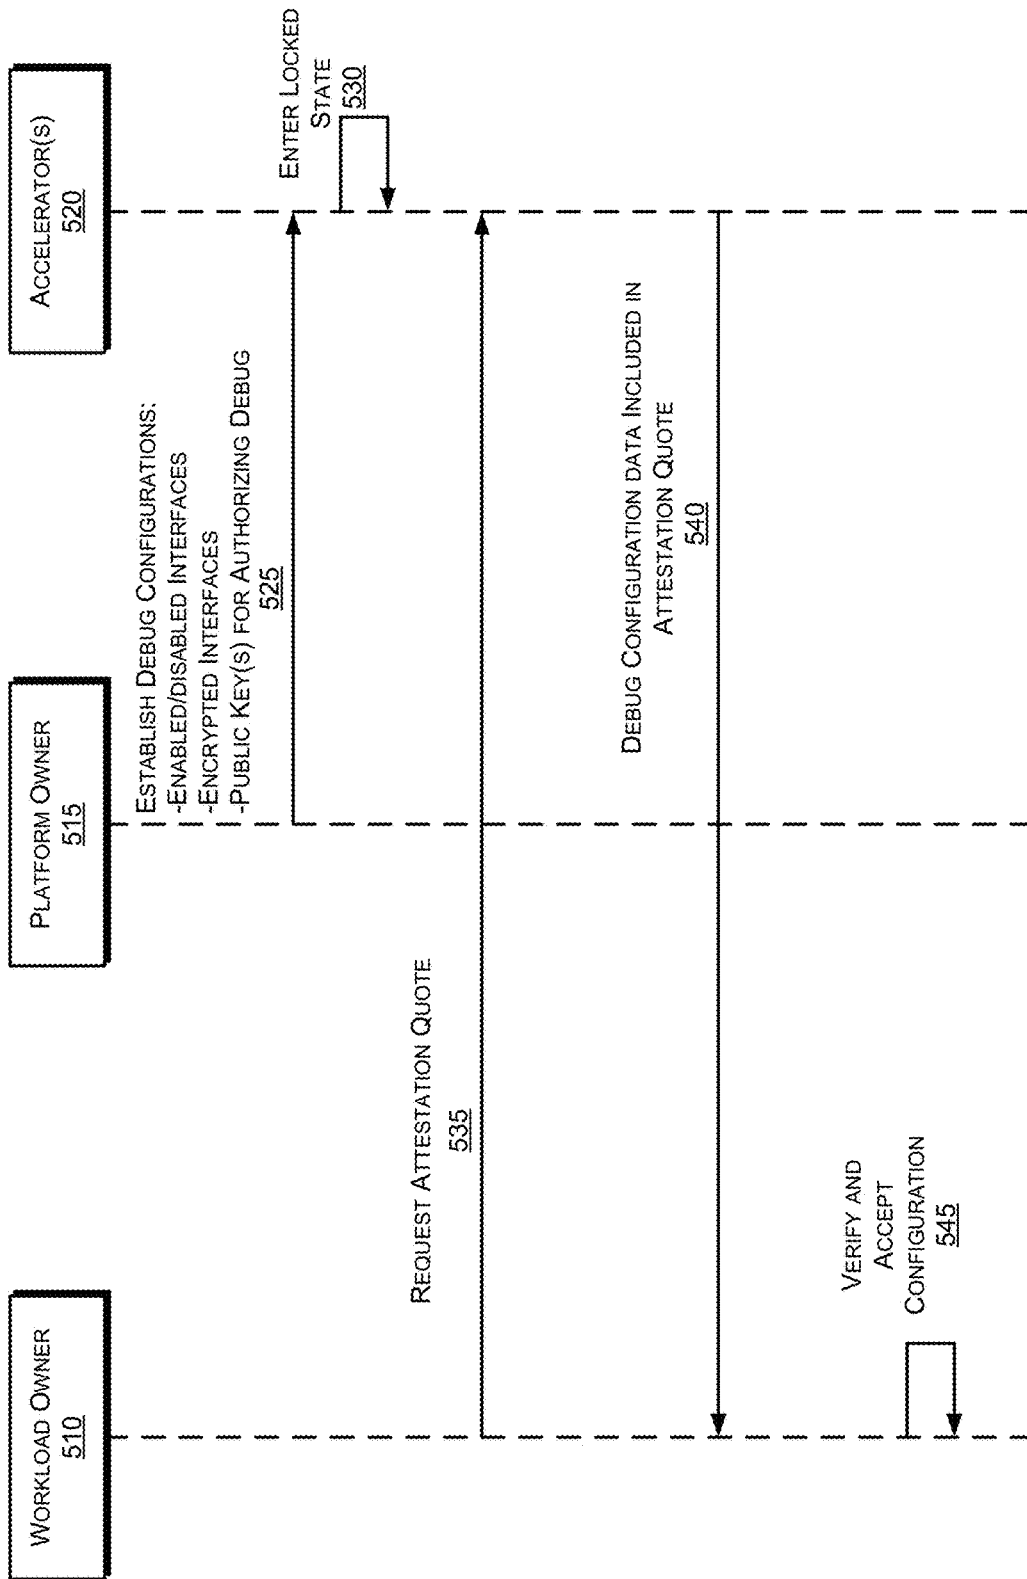 WORKLOAD OWNER
510
PLATFORM OWNER
515
ACCELERATOR(S)
520
ESTABLISH DEBUG CONFIGURATIONS:
-ENABLED/DISABLED INTERFACES
-ENCRYPTED INTERFACES
-PUBLIC KEY(S) FOR AUTHORIZING DEBUG
525
ENTER LOCKED
STATE
530
REQUEST ATTESTATION QUOTE
535
DEBUG CONFIGURATION DATA INCLUDED IN
ATTESTATION QUOTE
540
VERIFY AND
ACCEPT
CONFIGURATION
545